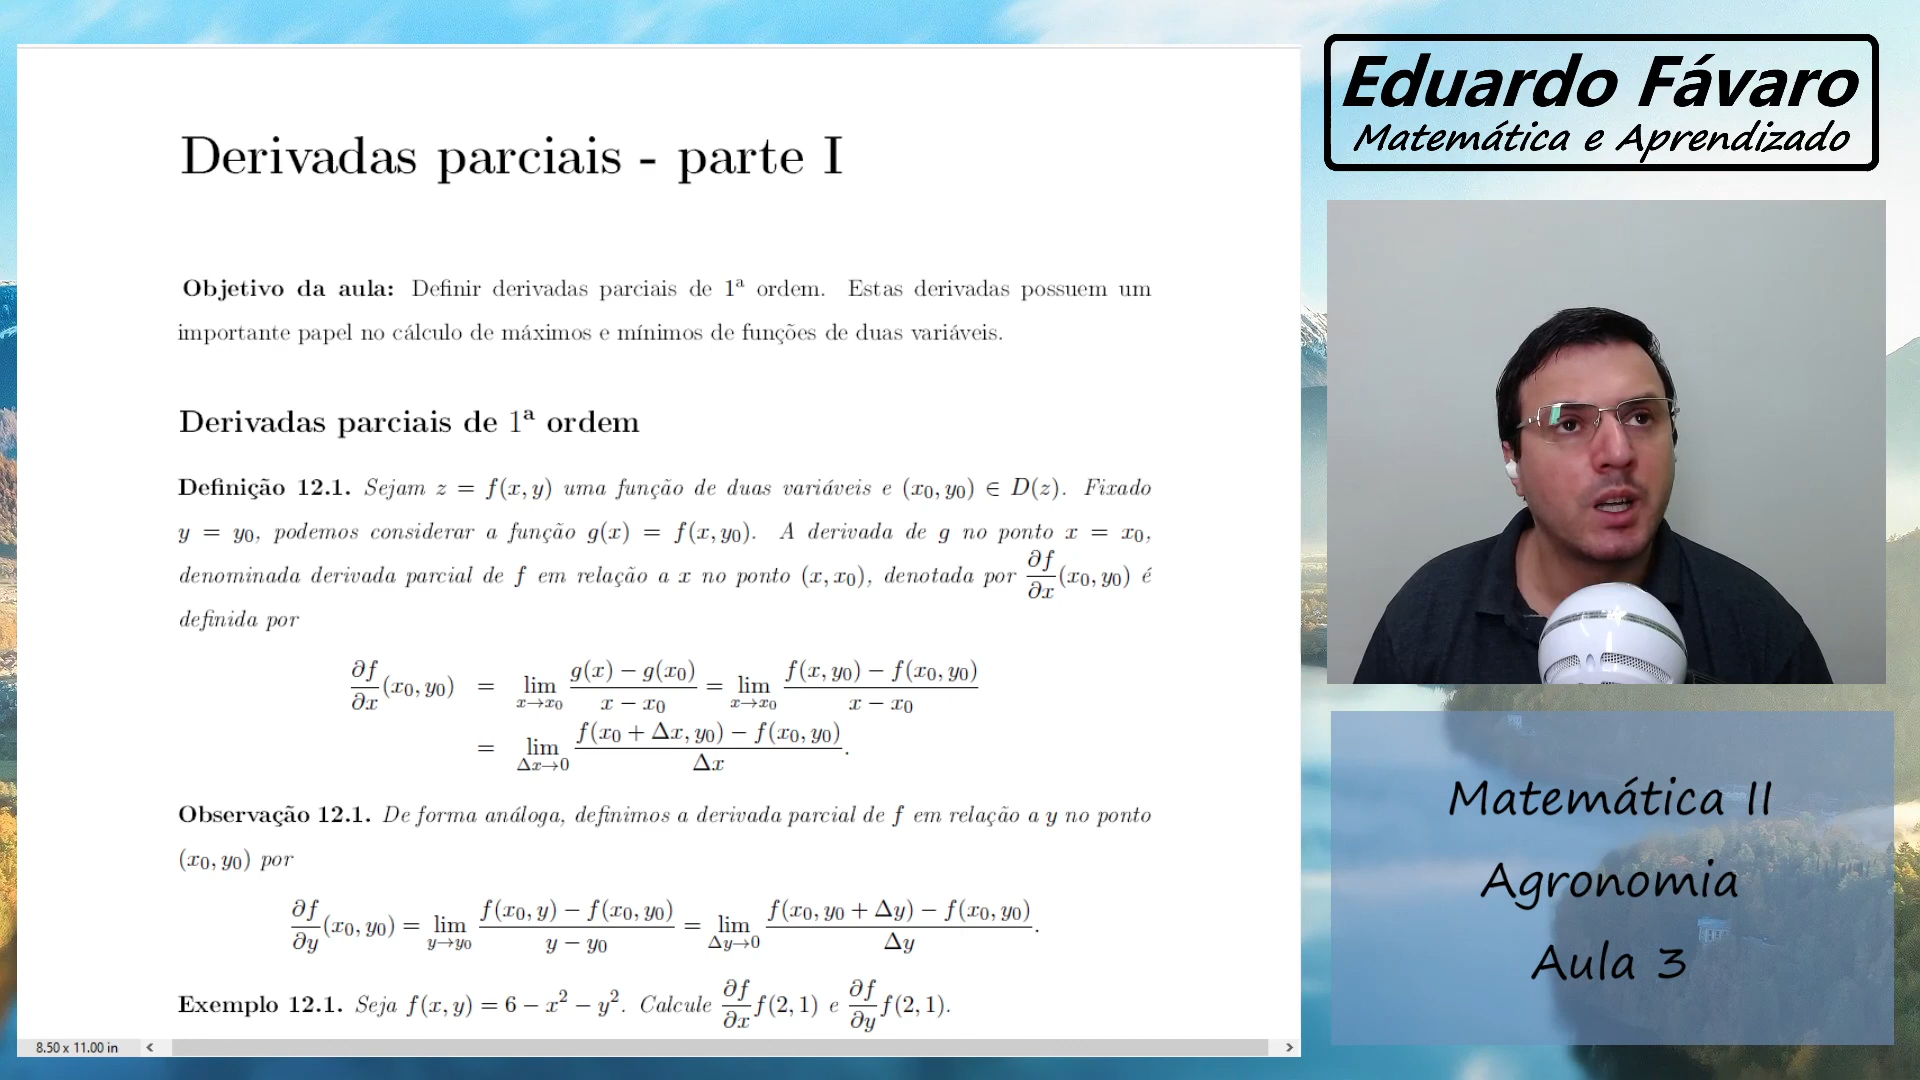 Derivadas parciais - parte I
Objetivo da aula: Definir derivadas parciais de 1ª ordem. Estas derivadas possuem um
importante papel no cálculo de máximos e mínimos de funções de duas variáveis.
Derivadas parciais de 1ª ordem
Definição 12.1. Sejam z = f(x, y) uma função de duas variáveis e (x₀, y₀) ∈ D(z). Fixado
y = y₀, podemos considerar a função g(x) = f(x, y₀). A derivada de g no ponto x = x₀,
denominada derivada parcial de f em relação a x no ponto (x, x₀), denotada por ∂f/∂x (x₀, y₀) é
definida por
∂f/∂x (x₀, y₀) = lim x→x₀ (g(x) − g(x₀))/(x − x₀) = lim x→x₀ (f(x, y₀) − f(x₀, y₀))/(x − x₀)
= lim Δx→0 (f(x₀ + Δx, y₀) − f(x₀, y₀))/Δx.
Observação 12.1. De forma análoga, definimos a derivada parcial de f em relação a y no ponto
(x₀, y₀) por
∂f/∂y (x₀, y₀) = lim y→y₀ (f(x₀, y) − f(x₀, y₀))/(y − y₀) = lim Δy→0 (f(x₀, y₀ + Δy) − f(x₀, y₀))/Δy.
Exemplo 12.1. Seja f(x, y) = 6 − x² − y². Calcule ∂f/∂x f(2, 1) e ∂f/∂y f(2, 1).
8.50 x 11.00 in
Eduardo Fávaro
Matemática e Aprendizado
Matemática II
Agronomia
Aula 3